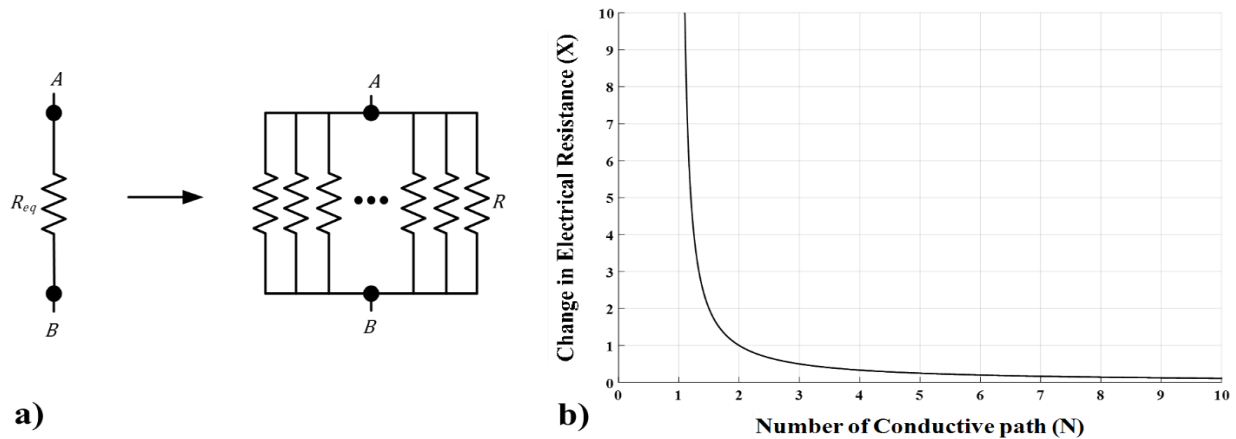 A
R_eq
B
A
R
B
a)
Change in Electrical Resistance (X)
10
9
8
7
6
5
4
3
2
1
0
0 1 2 3 4 5 6 7 8 9 10
Number of Conductive path (N)
b)